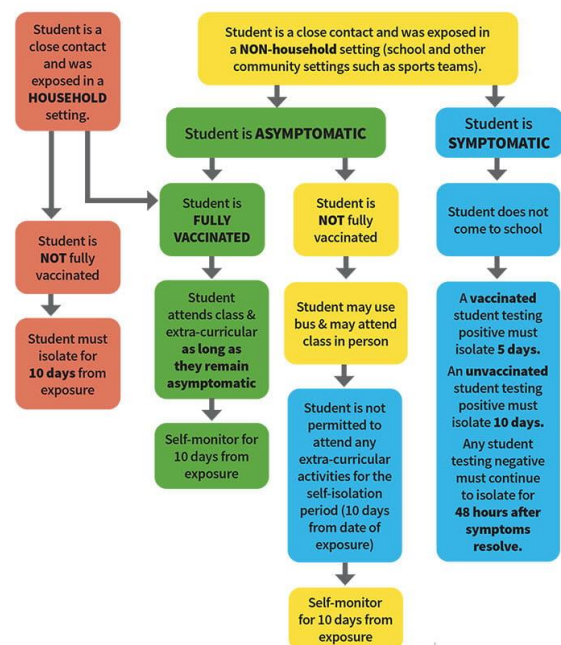 Student is a
close contact and
was exposed in a
HOUSEHOLD
setting.
Student is a close contact and was exposed in
a NON-household setting (school and other
community settings such as sports teams).
Student is ASYMPTOMATIC
Student is
SYMPTOMATIC
Student is
NOT fully
vaccinated
Student is
FULLY
VACCINATED
Student is
NOT fully
vaccinated
Student does not
come to school
Student must
isolate for
10 days from
exposure
Student
attends class &
extra-curricular
as long as
they remain
asymptomatic
Student may use
bus & may attend
class in person
A vaccinated
student testing
positive must
isolate 5 days.
An unvaccinated
student testing
positive must
isolate 10 days.
Any student
testing negative
must continue
to isolate for
48 hours after
symptoms
resolve.
Self-monitor for
10 days from
exposure
Student is not
permitted to
attend any
extra-curricular
activities for the
self-isolation
period (10 days
from date of
exposure)
Self-monitor
for 10 days from
exposure